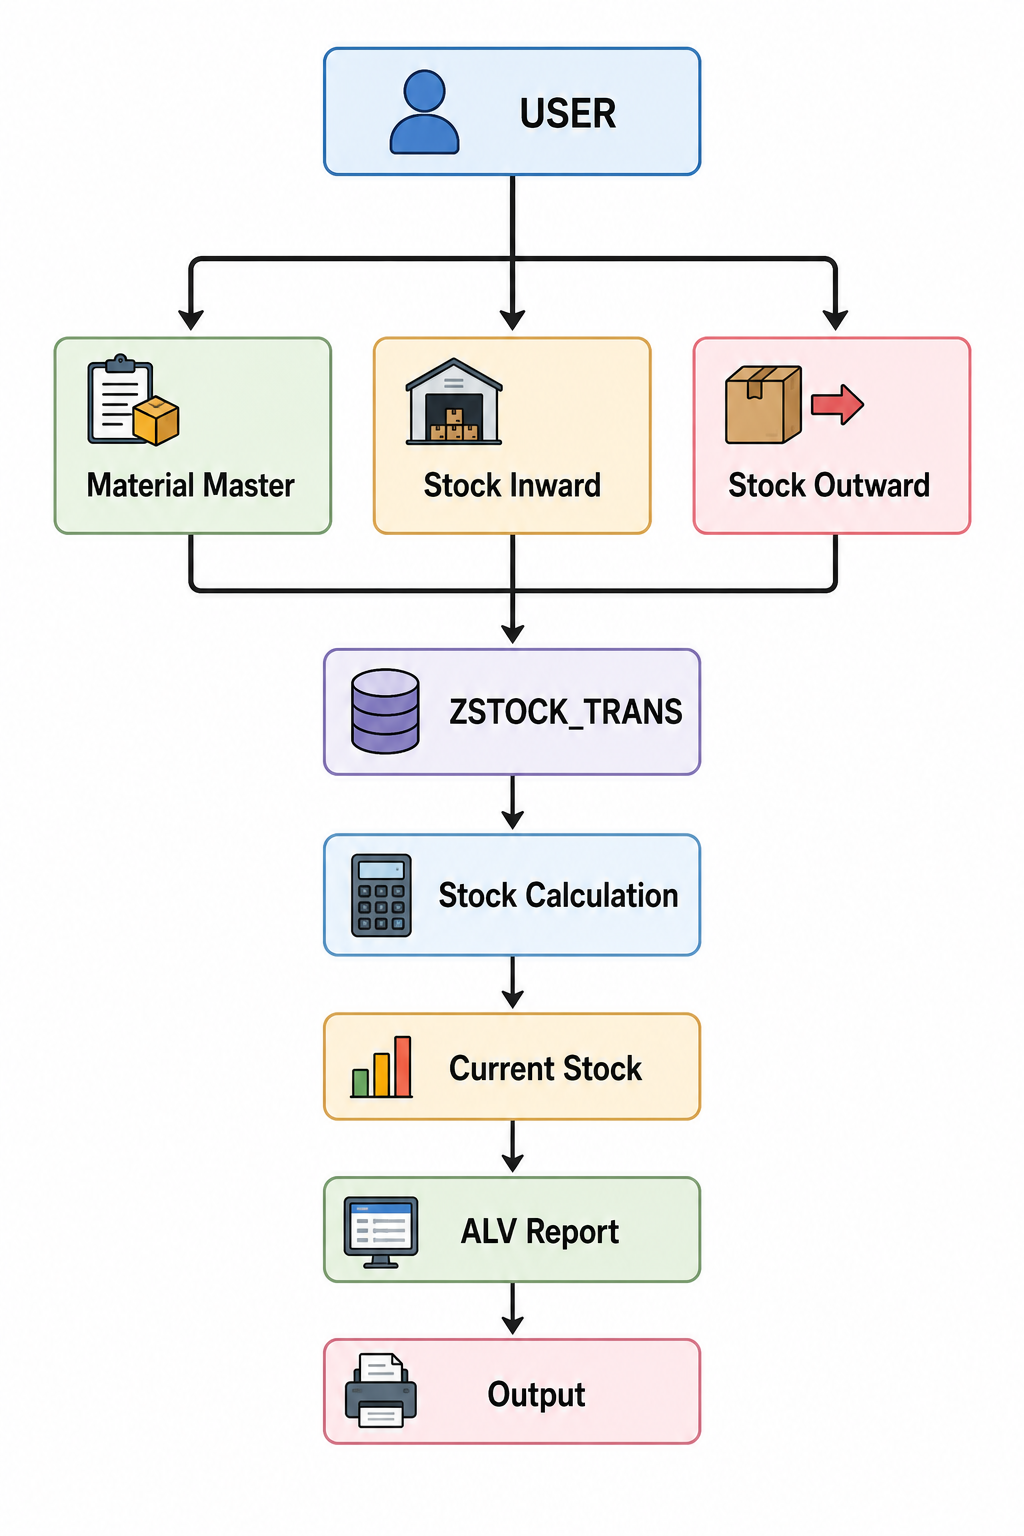 USER
Material Master
Stock Inward
Stock Outward
ZSTOCK_TRANS
Stock Calculation
Current Stock
ALV Report
Output